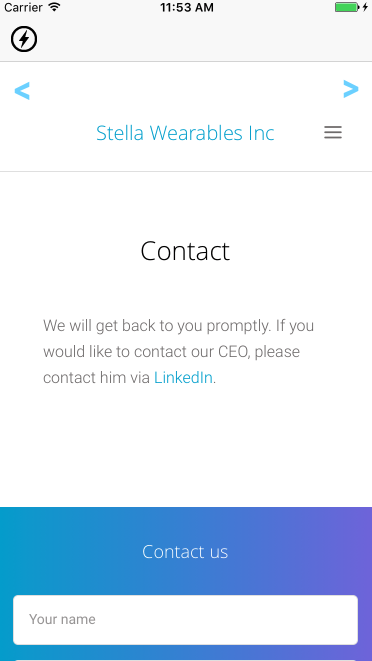 Carrier 11:53 AM
< >
Stella Wearables Inc
Contact
We will get back to you promptly. If you
would like to contact our CEO, please
contact him via LinkedIn.
Contact us
Your name